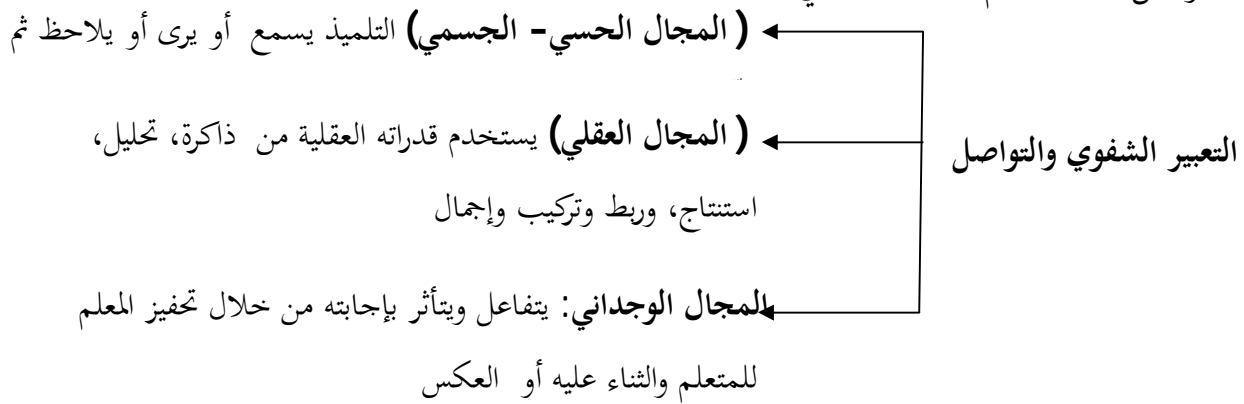 ( المجال الحسي- الجسمي) التلميذ يسمع أو يرى أو يلاحظ ثم
( المجال العقلي) يستخدم قدراته العقلية من ذاكرة، تحليل،
التعبير الشفوي والتواصل
استنتاج، وربط وتركيب وإجمال
المجال الوجداني: يتفاعل ويتأثر بإجابته من خلال تحفيز المعلم
للمتعلم والثناء عليه أو العكس